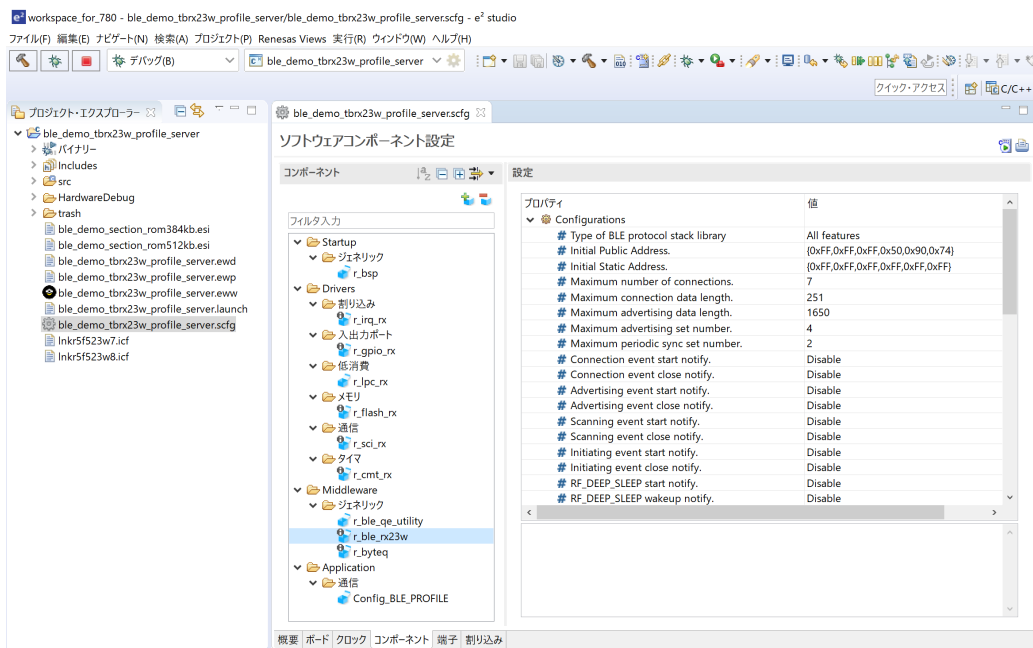 workspace_for_780 - ble_demo_tbrx23w_profile_server/ble_demo_tbrx23w_profile_server.scfg - e² studio
ファイル(F) 編集(E) ナビゲート(N) 検索(A) プロジェクト(P) Renesas Views 実行(R) ウィンドウ(W) ヘルプ(H)
デバッグ(B)
ble_demo_tbrx23w_profile_server
クイック・アクセス
C/C++
プロジェクト・エクスプローラー
ble_demo_tbrx23w_profile_server
バイナリー
Includes
src
HardwareDebug
trash
ble_demo_section_rom384kb.esi
ble_demo_section_rom512kb.esi
ble_demo_tbrx23w_profile_server.ewd
ble_demo_tbrx23w_profile_server.ewp
ble_demo_tbrx23w_profile_server.eww
ble_demo_tbrx23w_profile_server.launch
ble_demo_tbrx23w_profile_server.scfg
lnkr5f523w7.icf
lnkr5f523w8.icf
ble_demo_tbrx23w_profile_server.scfg
ソフトウェアコンポーネント設定
コンポーネント
フィルタ入力
Startup
ジェネリック
r_bsp
Drivers
割り込み
r_irq_rx
入出力ポート
r_gpio_rx
低消費
r_lpc_rx
メモリ
r_flash_rx
通信
r_sci_rx
タイマ
r_cmt_rx
Middleware
ジェネリック
r_ble_qe_utility
r_ble_rx23w
r_byteq
Application
通信
Config_BLE_PROFILE
設定
プロパティ 値
Configurations
Type of BLE protocol stack library All features
Initial Public Address. {0xFF,0xFF,0xFF,0x50,0x90,0x74}
Initial Static Address. {0xFF,0xFF,0xFF,0xFF,0xFF,0xFF}
Maximum number of connections. 7
Maximum connection data length. 251
Maximum advertising data length. 1650
Maximum advertising set number. 4
Maximum periodic sync set number. 2
Connection event start notify. Disable
Connection event close notify. Disable
Advertising event start notify. Disable
Advertising event close notify. Disable
Scanning event start notify. Disable
Scanning event close notify. Disable
Initiating event start notify. Disable
Initiating event close notify. Disable
RF_DEEP_SLEEP start notify. Disable
RF_DEEP_SLEEP wakeup notify. Disable
概要 ボード クロック コンポーネント 端子 割り込み